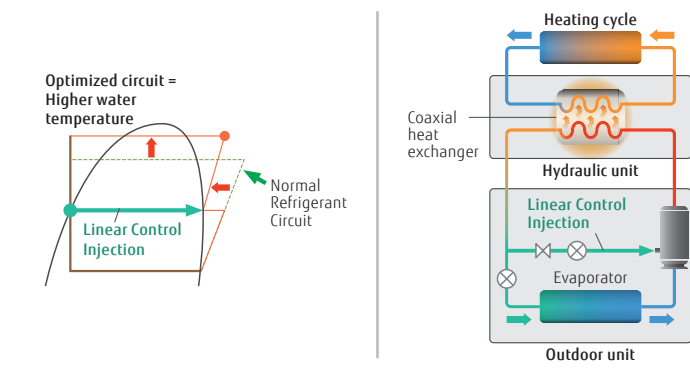 Optimized circuit =
Higher water
temperature
Normal
Refrigerant
Circuit
Linear Control
Injection
Heating cycle
Coaxial
heat
exchanger
Hydraulic unit
Linear Control
Injection
Evaporator
Outdoor unit